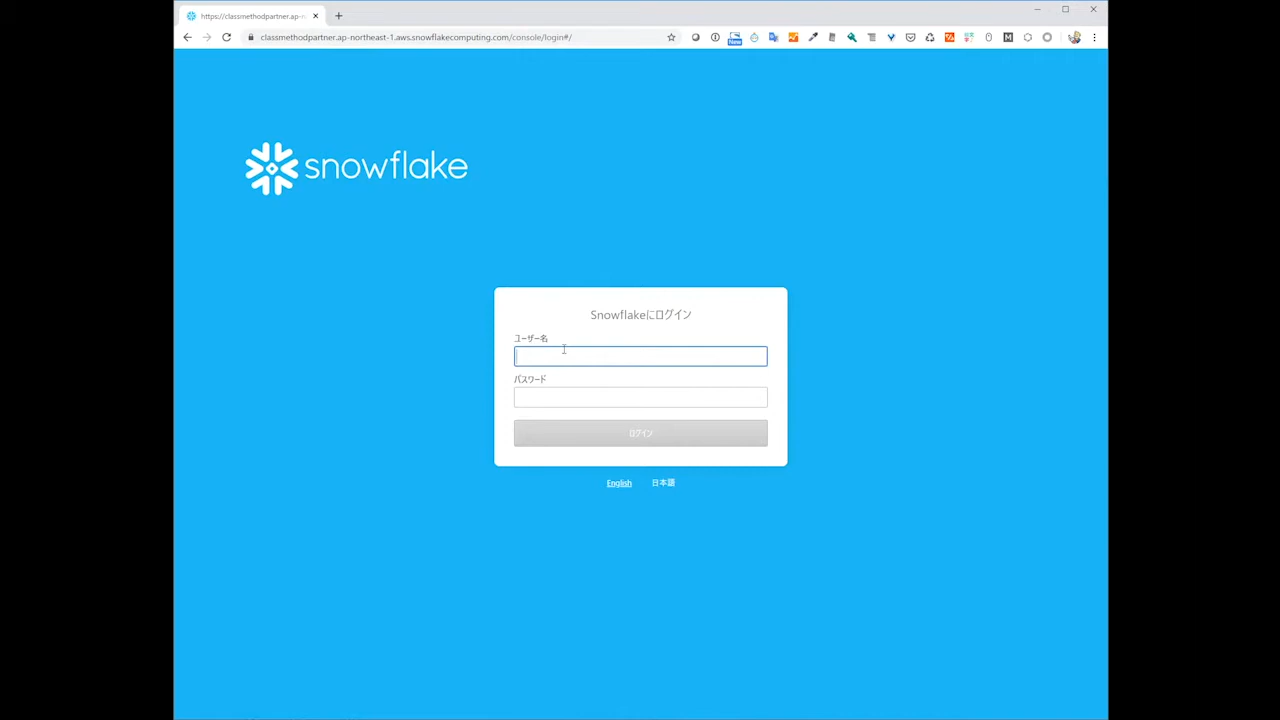 https://classmethodpartner.ap-n
classmethodpartner.ap-northeast-1.aws.snowflakecomputing.com/console/login#/
New
snowflake
Snowflakeにログイン
ユーザー名
パスワード
ログイン
English 日本語